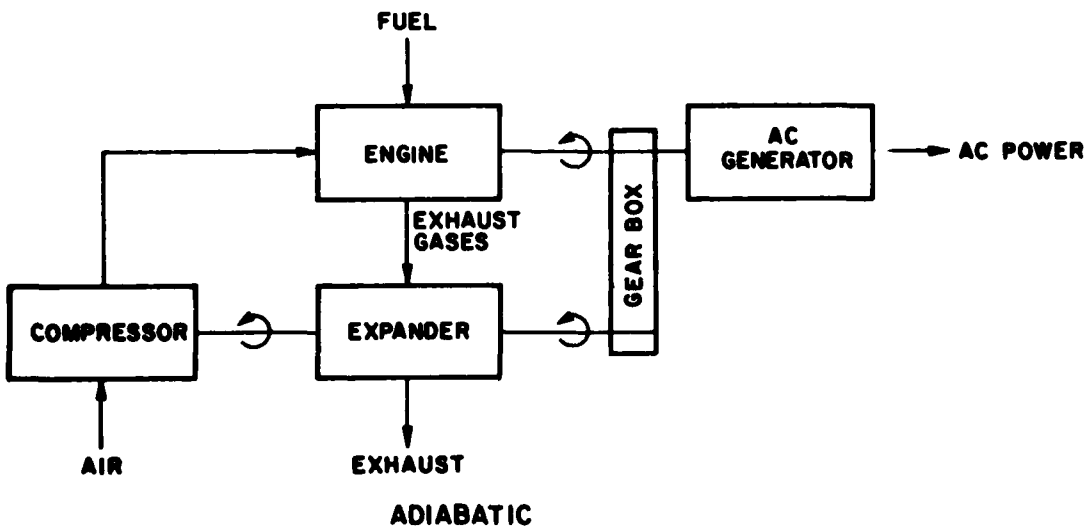 FUEL
ENGINE
AC
GENERATOR
AC POWER
EXHAUST
GASES
GEAR BOX
COMPRESSOR
EXPANDER
AIR
EXHAUST
ADIABATIC